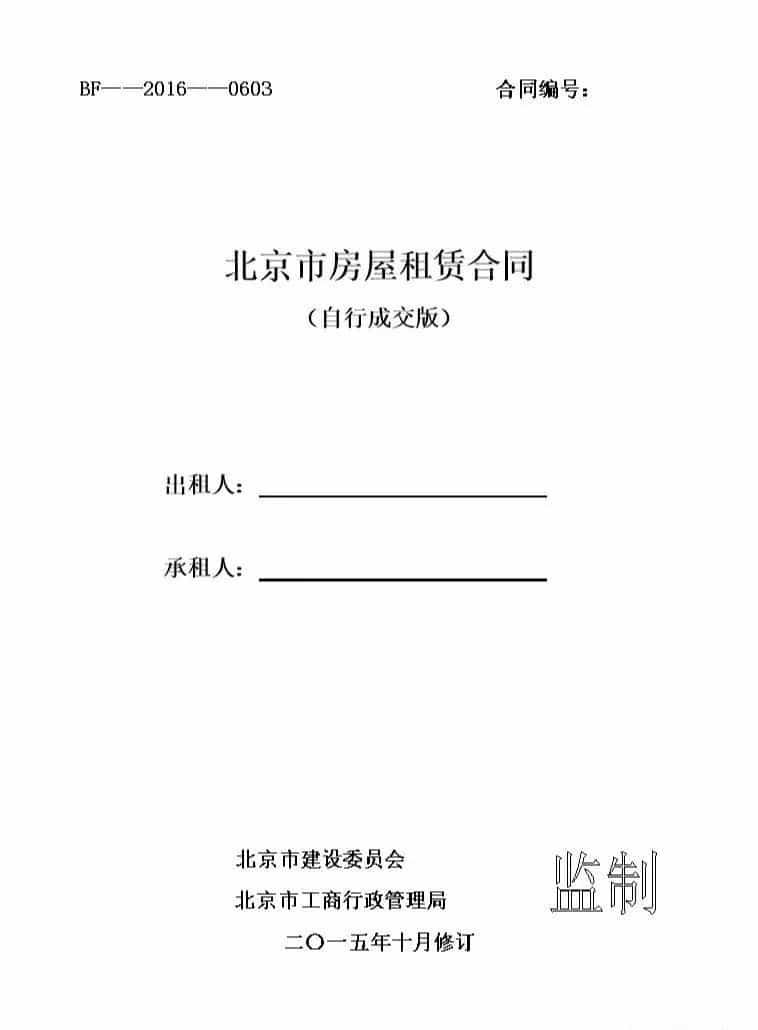 BF——2016——0603 合同编号：
北京市房屋租赁合同
（自行成交版）
出租人：
承租人：
北京市建设委员会
监制
北京市工商行政管理局
二〇一五年十月修订